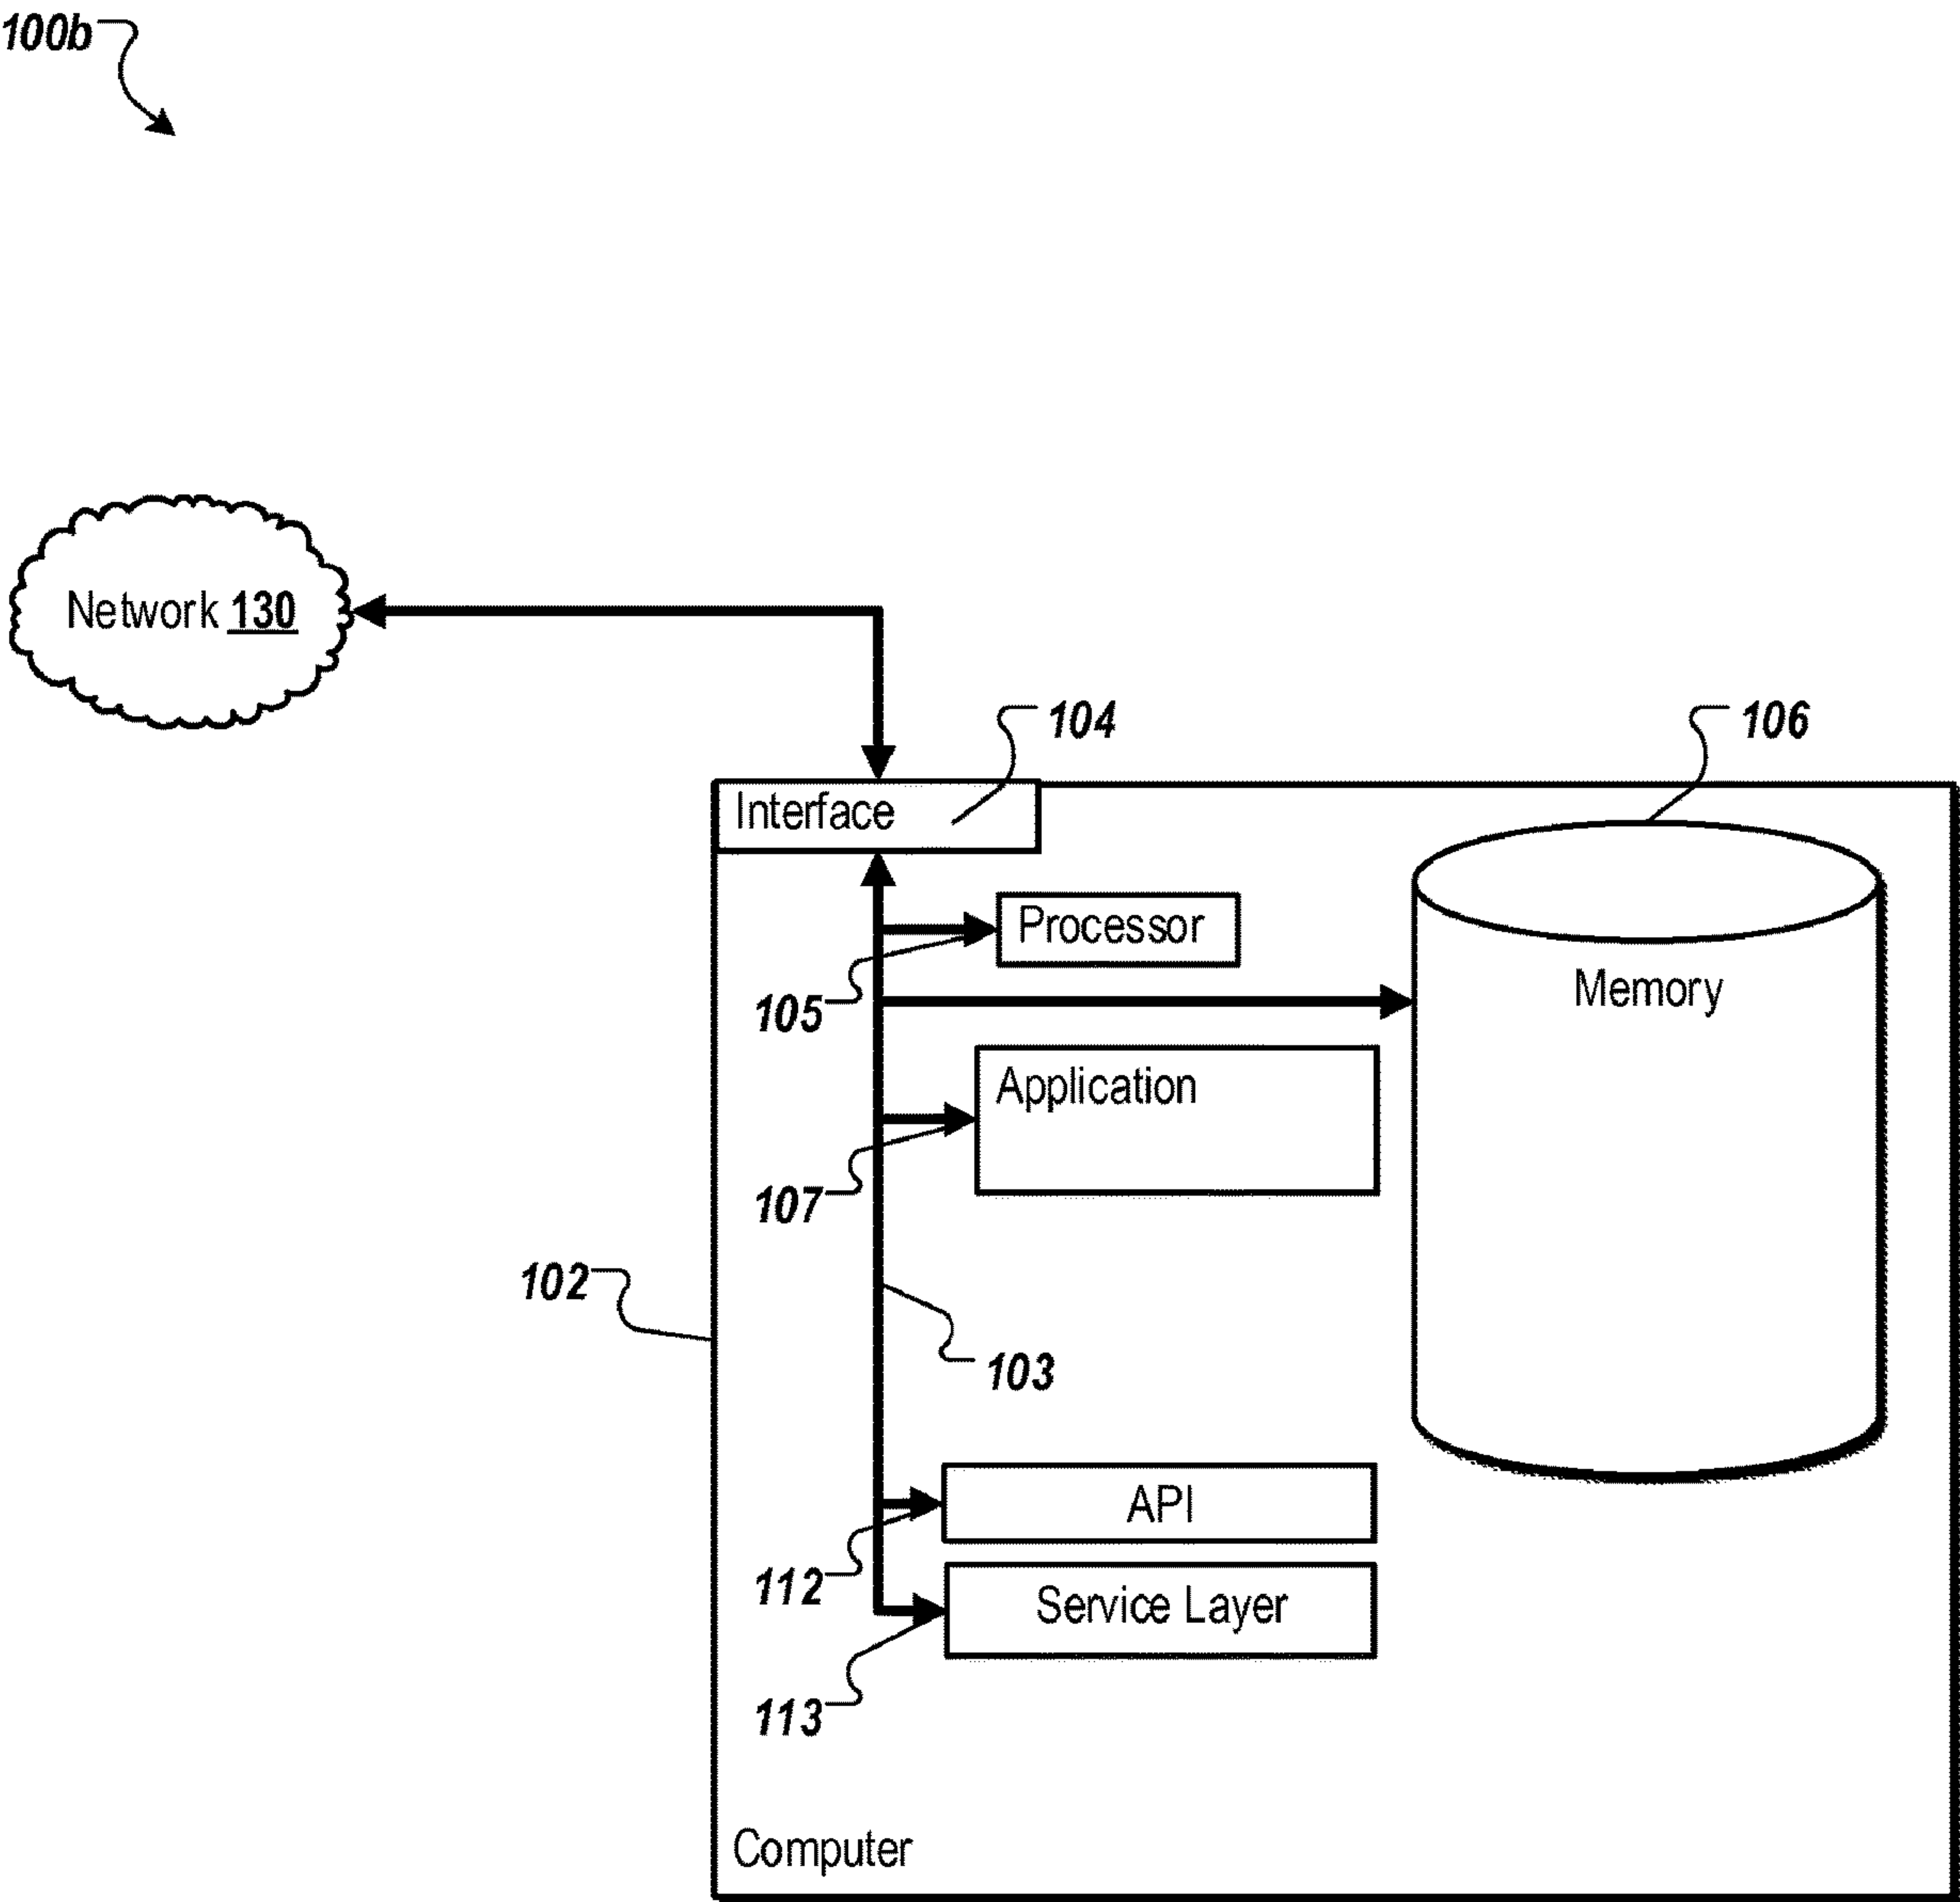 100b
Network 130
104
106
Interface
Processor
Memory
105
Application
107
102
103
API
112
Service Layer
113
Computer